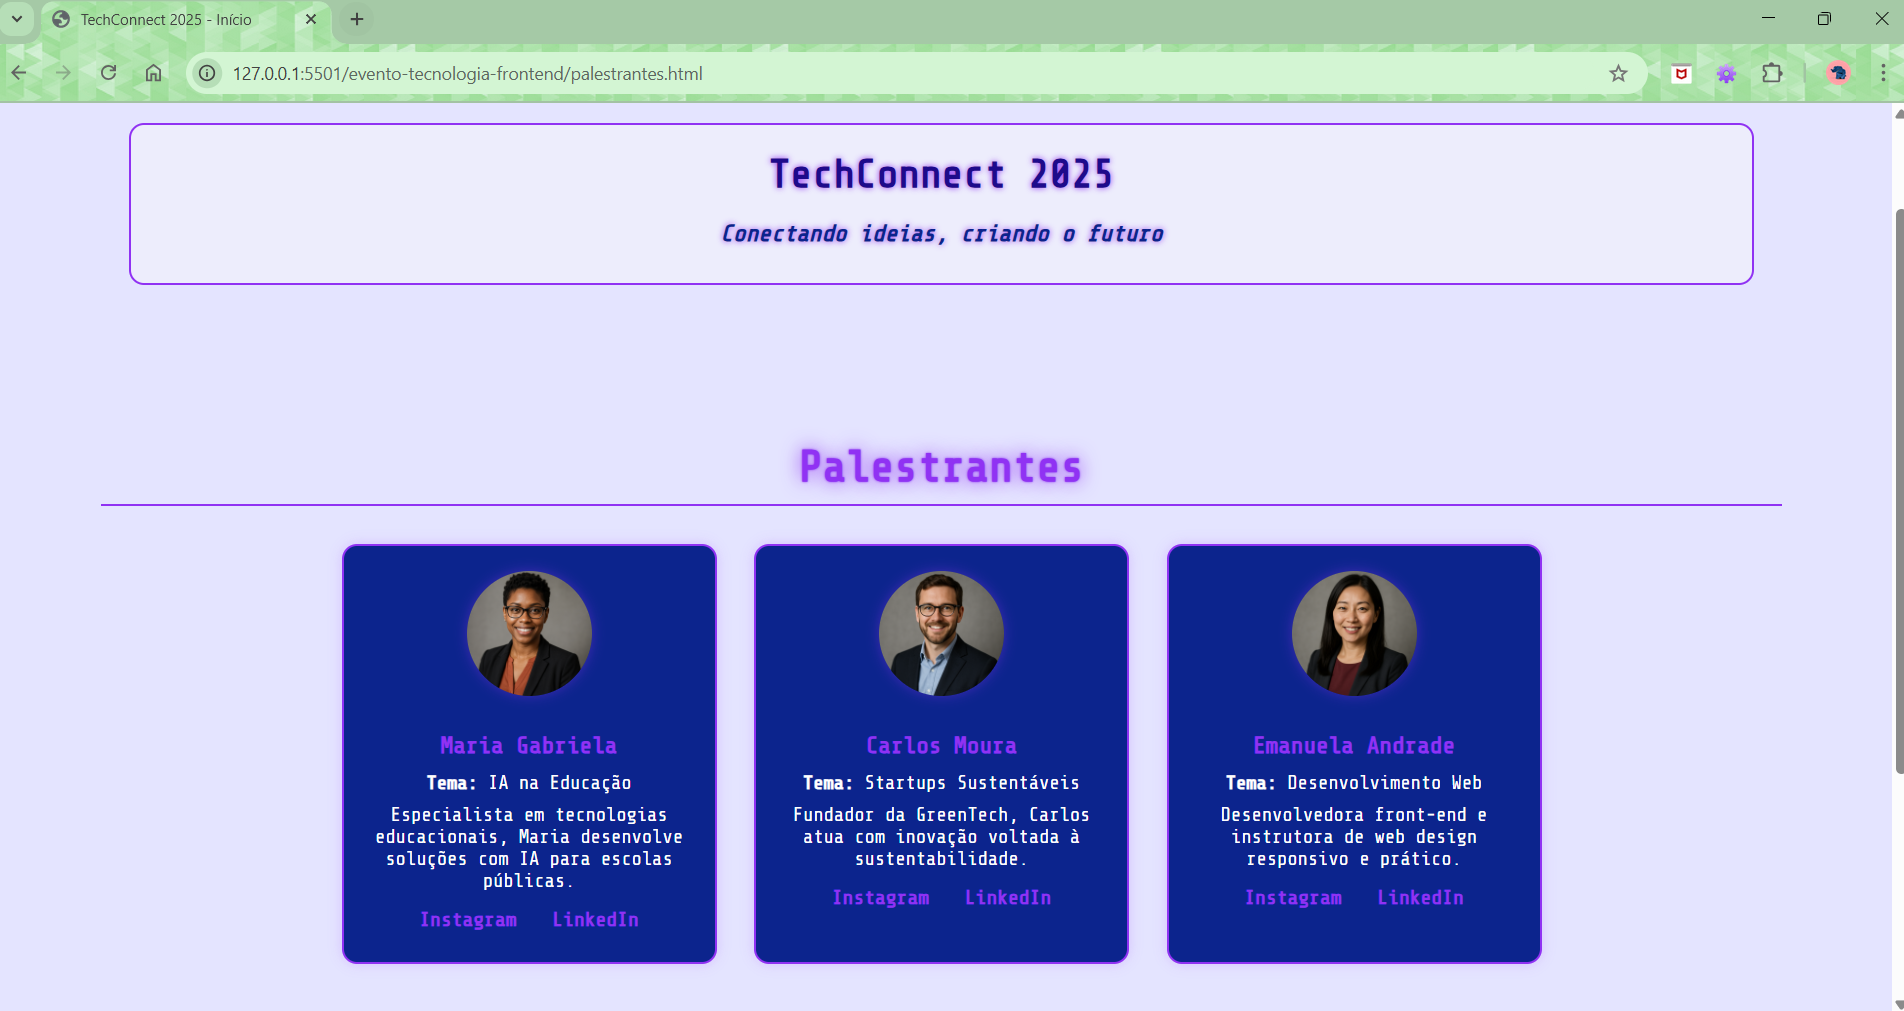 TechConnect 2025 - Início
127.0.0.1:5501/evento-tecnologia-frontend/palestrantes.html
TechConnect 2025
Conectando ideias, criando o futuro
Palestrantes
Maria Gabriela
Tema: IA na Educação
Especialista em tecnologias
educacionais, Maria desenvolve
soluções com IA para escolas
públicas.
Instagram LinkedIn
Carlos Moura
Tema: Startups Sustentáveis
Fundador da GreenTech, Carlos
atua com inovação voltada à
sustentabilidade.
Instagram LinkedIn
Emanuela Andrade
Tema: Desenvolvimento Web
Desenvolvedora front-end e
instrutora de web design
responsivo e prático.
Instagram LinkedIn